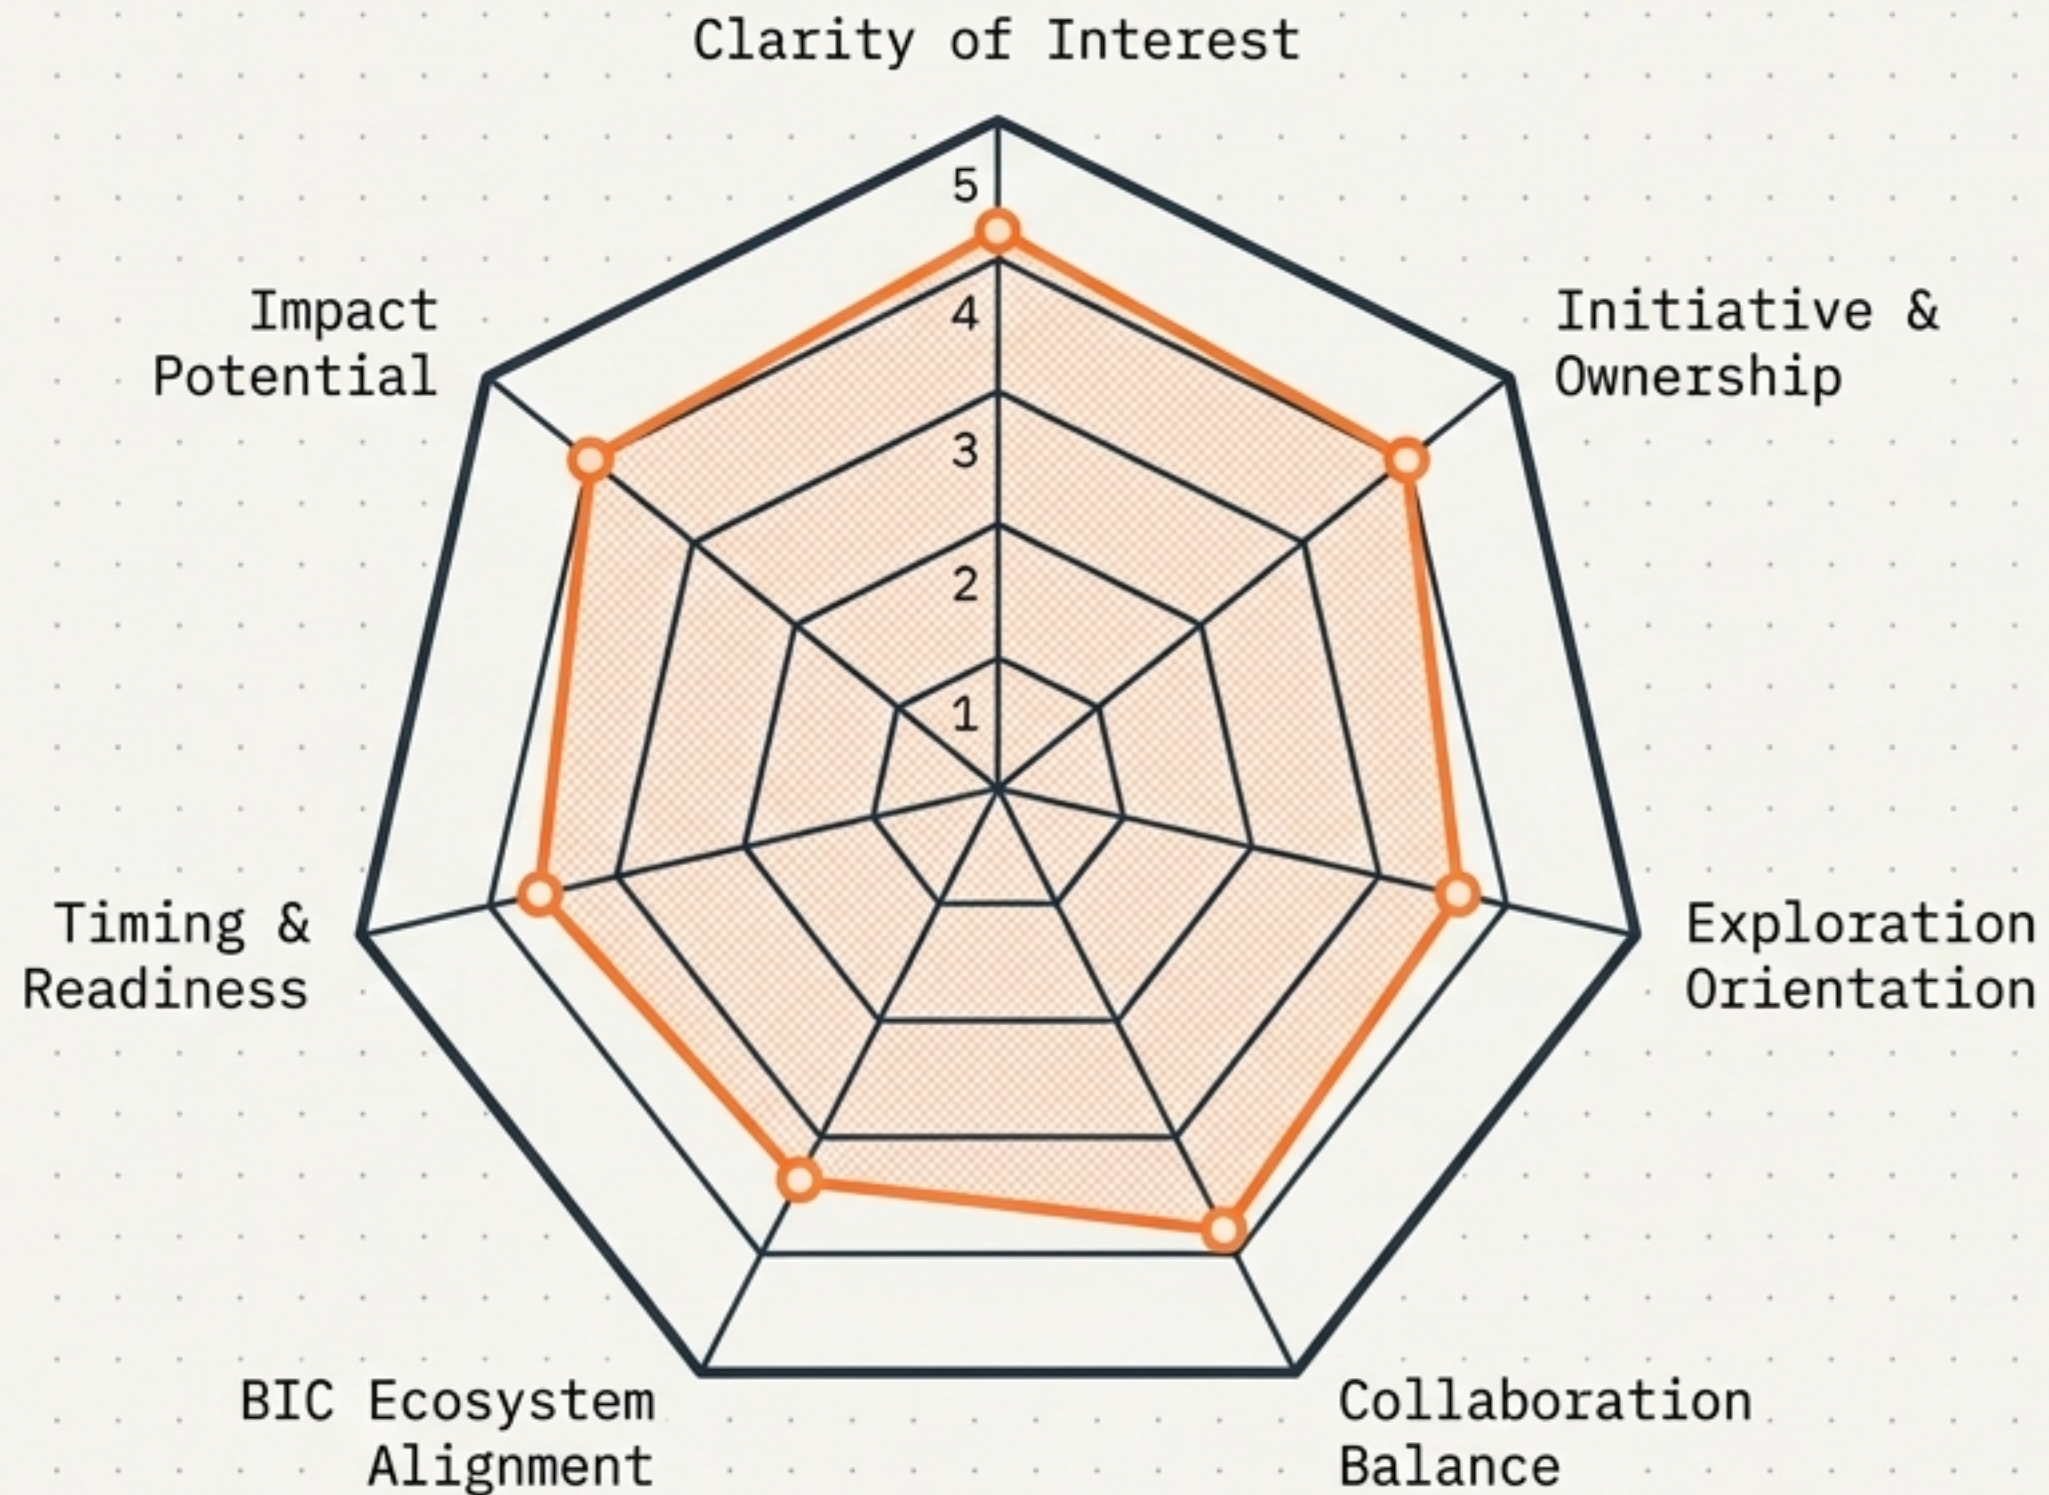 Clarity of Interest
5
4
3
2
1
Impact
Potential
Initiative &
Ownership
Timing &
Readiness
Exploration
Orientation
BIC Ecosystem
Alignment
Collaboration
Balance